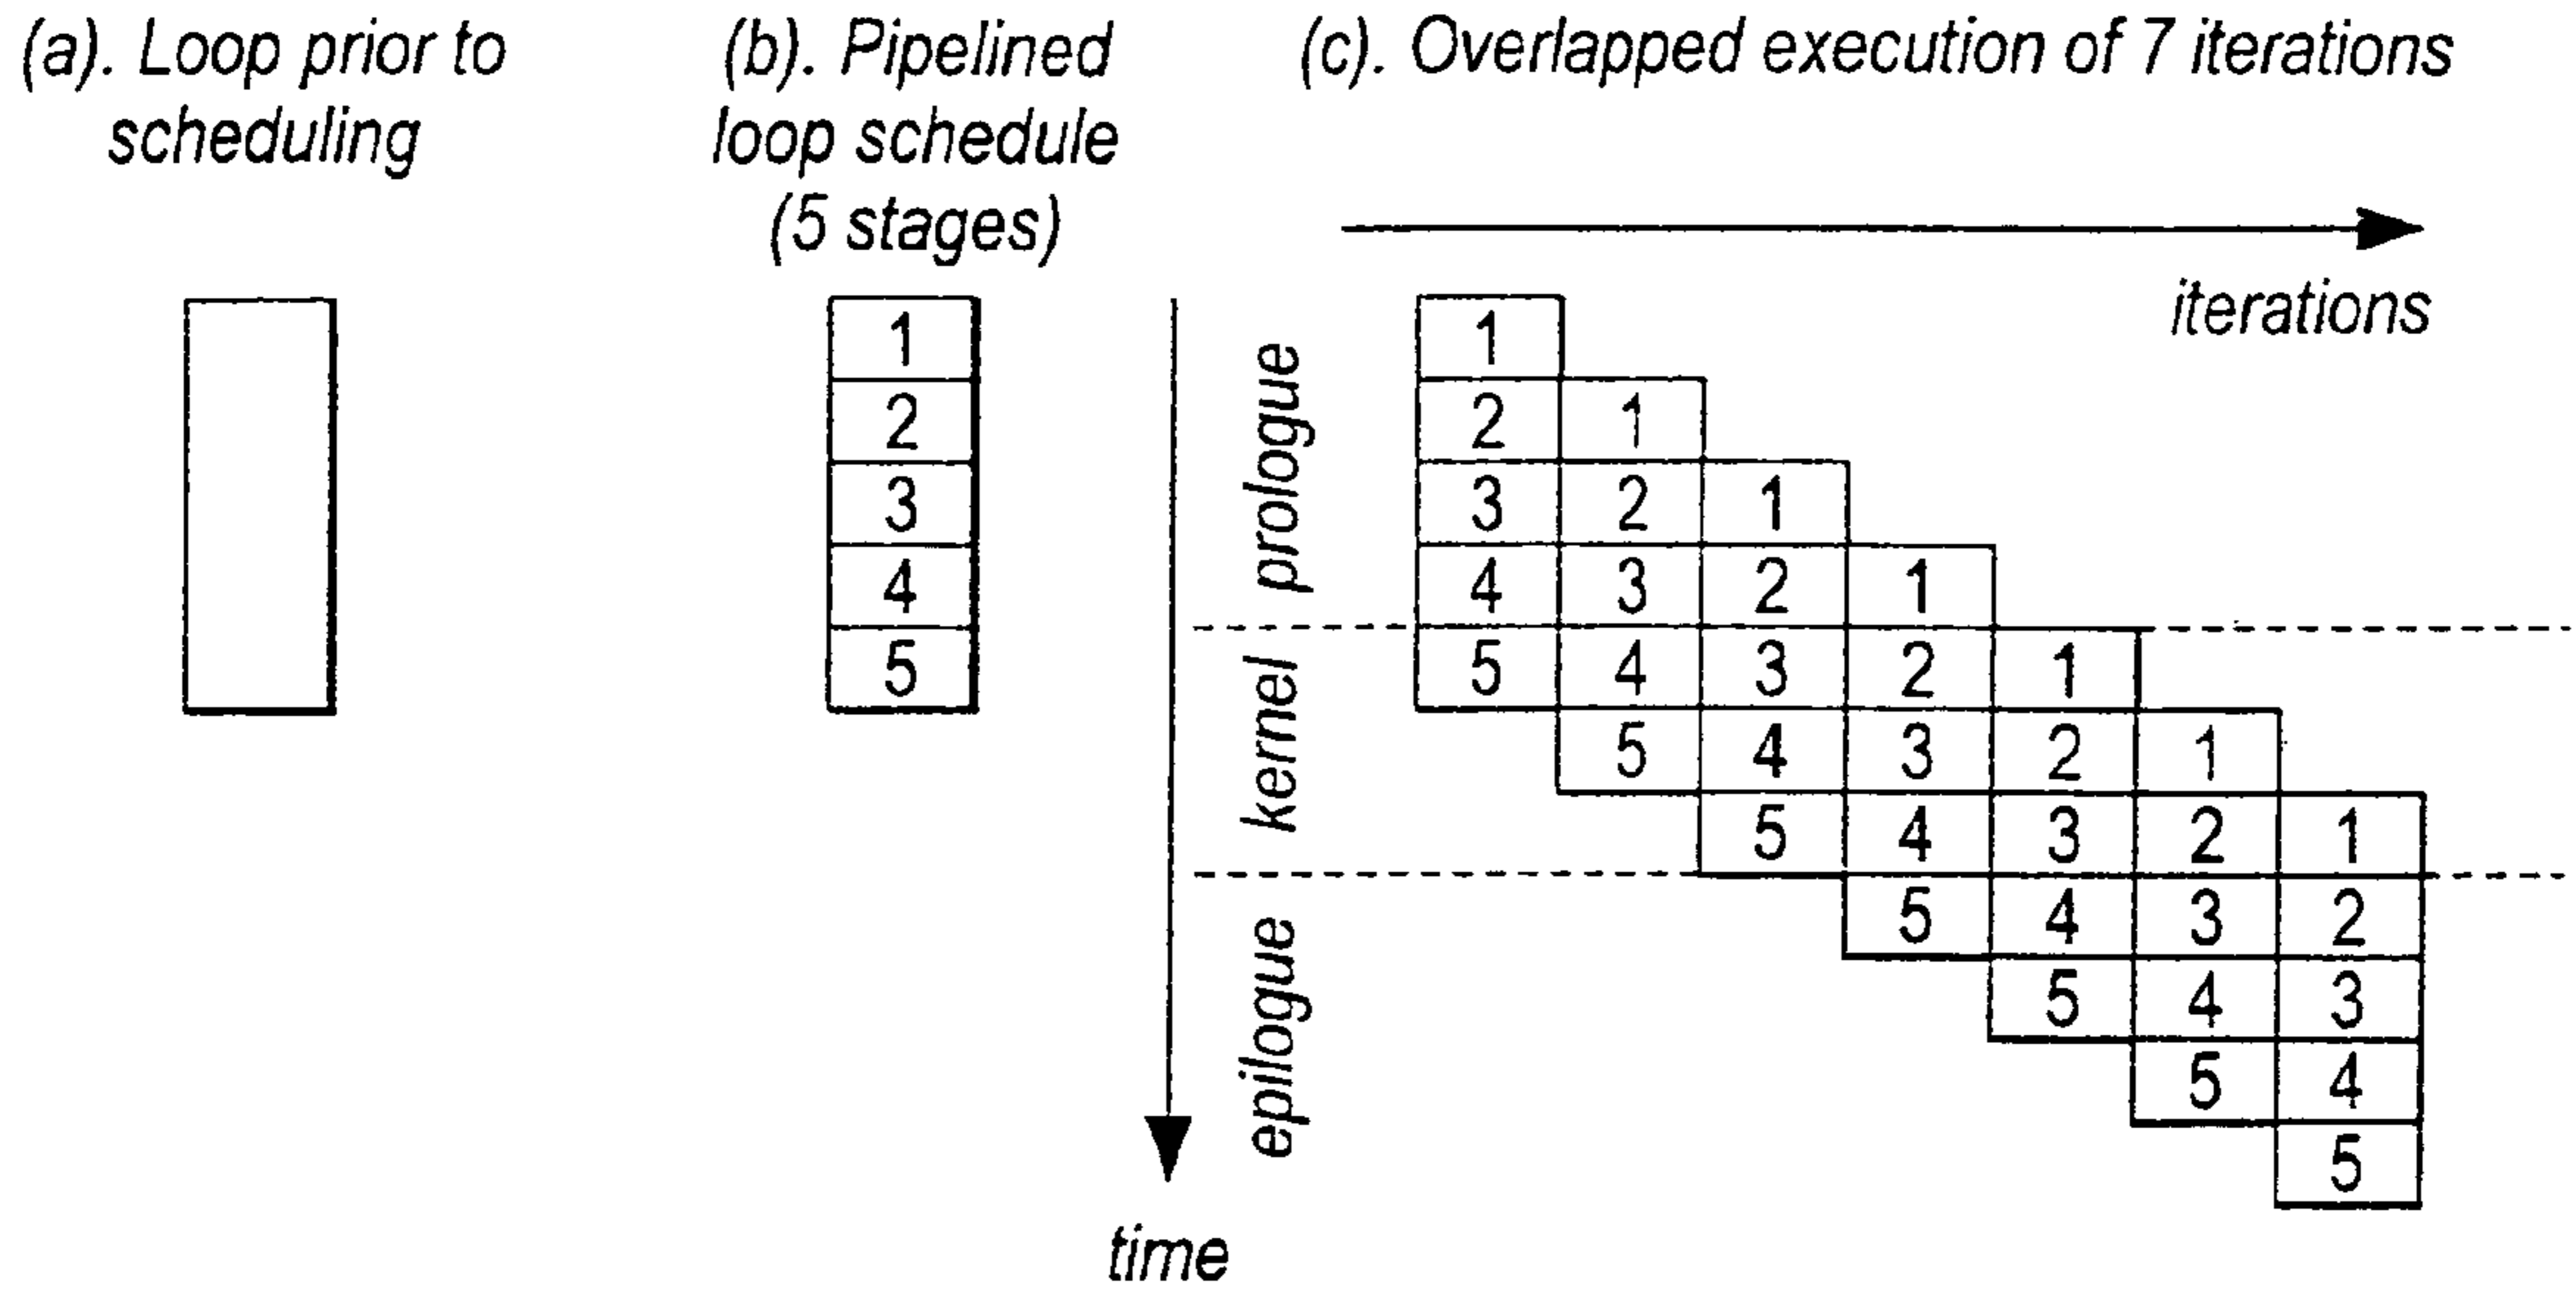 (a). Loop prior to
scheduling
(b). Pipelined
loop schedule
(5 stages)
(c). Overlapped execution of 7 iterations
iterations
1
2
3
4
5
prologue
kernel
epilogue
time
1
2 1
3 2 1
4 3 2 1
5 4 3 2 1
5 4 3 2 1
5 4 3 2 1
5 4 3 2
5 4 3
5 4
5